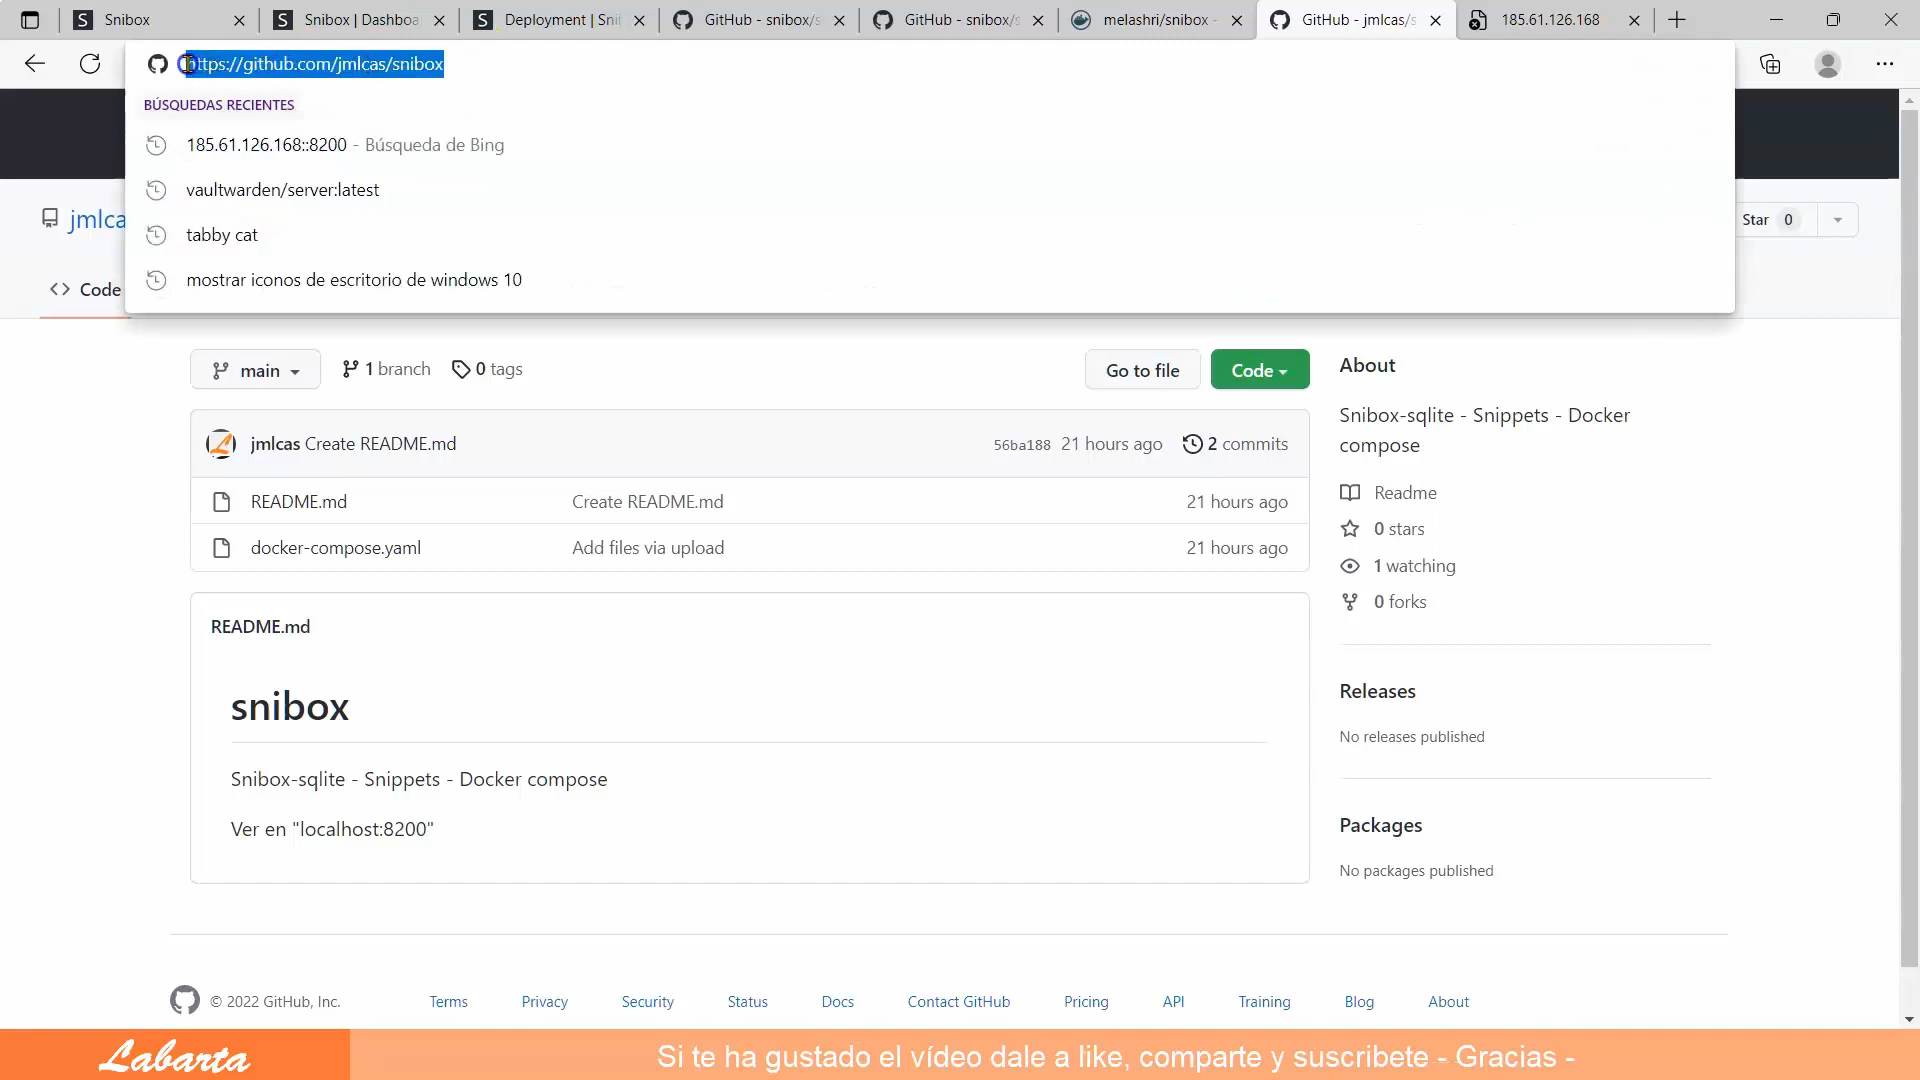 Snibox
Snibox | Dashboa
Deployment | Sni
GitHub - snibox/s
GitHub - snibox/s
melashri/snibox -
GitHub - jmlcas/s
185.61.126.168
https://github.com/jmlcas/snibox
BÚSQUEDAS RECIENTES
185.61.126.168::8200 - Búsqueda de Bing
vaultwarden/server:latest
tabby cat
mostrar iconos de escritorio de windows 10
jmlca
Star 0
Code
main
1 branch
0 tags
Go to file
Code
jmlcas Create README.md
56ba188 21 hours ago
2 commits
README.md
Create README.md
21 hours ago
docker-compose.yaml
Add files via upload
21 hours ago
README.md
snibox
Snibox-sqlite - Snippets - Docker compose
Ver en "localhost:8200"
About
Snibox-sqlite - Snippets - Docker
compose
Readme
0 stars
1 watching
0 forks
Releases
No releases published
Packages
No packages published
© 2022 GitHub, Inc.
Terms
Privacy
Security
Status
Docs
Contact GitHub
Pricing
API
Training
Blog
About
Labarta
Si te ha gustado el vídeo dale a like, comparte y suscribete - Gracias -